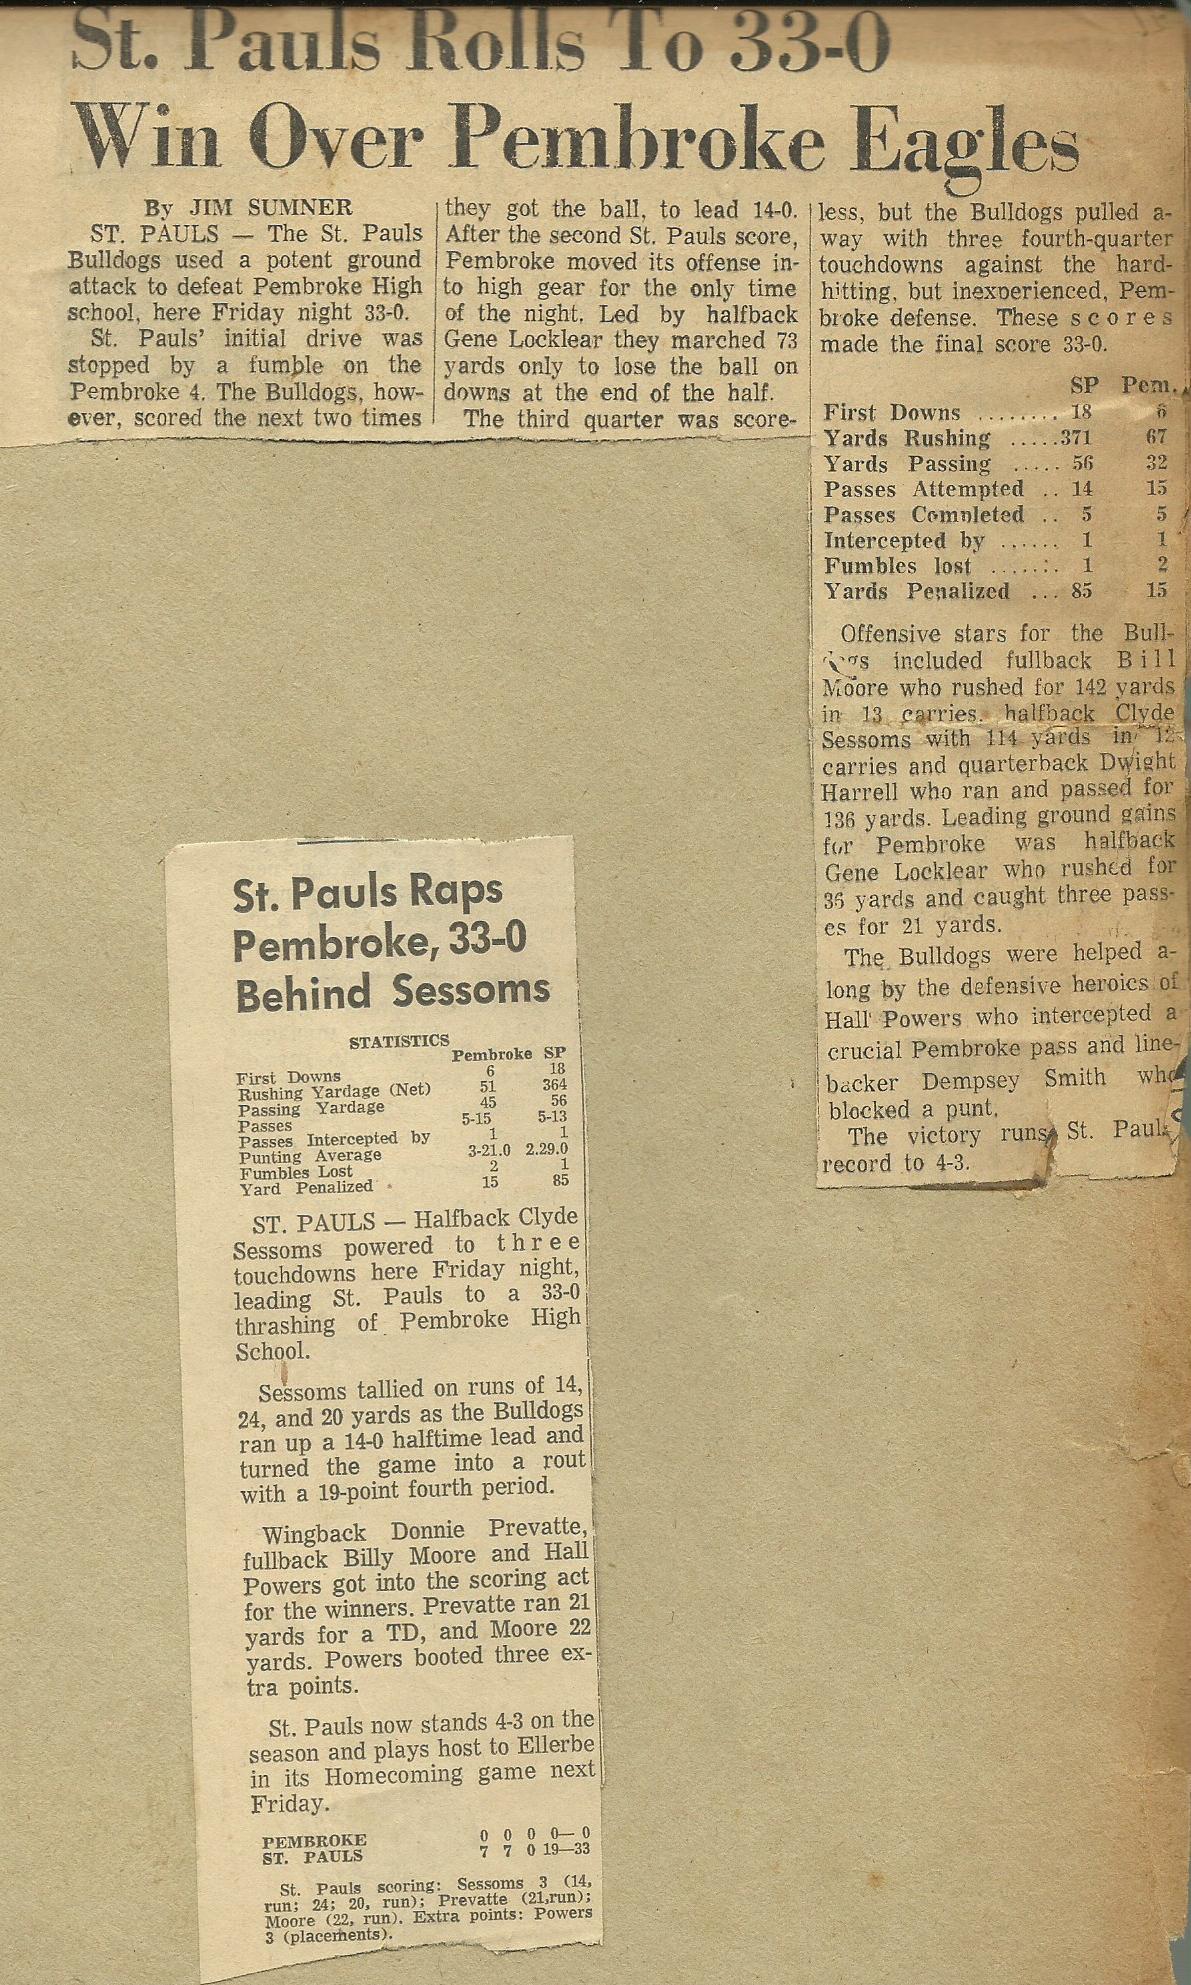 St. Pauls Rolls To 33-0
Win Over Pembroke Eagles
By JIM SUMNER
ST. PAULS — The St. Pauls
Bulldogs used a potent ground
attack to defeat Pembroke High
school, here Friday night 33-0.
St. Pauls' initial drive was
stopped by a fumble on the
Pembroke 4. The Bulldogs, how-
ever, scored the next two times
they got the ball, to lead 14-0.
After the second St. Pauls score,
Pembroke moved its offense in-
to high gear for the only time
of the night. Led by halfback
Gene Locklear they marched 73
yards only to lose the ball on
downs at the end of the half.
The third quarter was score-
less, but the Bulldogs pulled a-
way with three fourth-quarter
touchdowns against the hard-
hitting, but inexperienced, Pem-
broke defense. These scores
made the final score 33-0.
SP Pem.
First Downs ........ 18 6
Yards Rushing .....371 67
Yards Passing ..... 56 32
Passes Attempted .. 14 15
Passes Completed .. 5 5
Intercepted by ...... 1 1
Fumbles lost ...... 1 2
Yards Penalized ... 85 15
Offensive stars for the Bull-
dogs included fullback Bill
Moore who rushed for 142 yards
in 13 carries. halfback Clyde
Sessoms with 114 yards in 12
carries and quarterback Dwight
Harrell who ran and passed for
136 yards. Leading ground gains
for Pembroke was halfback
Gene Locklear who rushed for
36 yards and caught three pass-
es for 21 yards.
The Bulldogs were helped a-
long by the defensive heroics of
Hall Powers who intercepted a
crucial Pembroke pass and line-
backer Dempsey Smith who
blocked a punt.
The victory runs St. Pauls
record to 4-3.
St. Pauls Raps
Pembroke, 33-0
Behind Sessoms
STATISTICS
Pembroke SP
First Downs 6 18
Rushing Yardage (Net) 51 364
Passing Yardage 45 56
Passes 5-15 5-13
Passes Intercepted by 1 1
Punting Average 3-21.0 2.29.0
Fumbles Lost 2 1
Yard Penalized 15 85
ST. PAULS — Halfback Clyde
Sessoms powered to three
touchdowns here Friday night,
leading St. Pauls to a 33-0
thrashing of Pembroke High
School.
Sessoms tallied on runs of 14,
24, and 20 yards as the Bulldogs
ran up a 14-0 halftime lead and
turned the game into a rout
with a 19-point fourth period.
Wingback Donnie Prevatte,
fullback Billy Moore and Hall
Powers got into the scoring act
for the winners. Prevatte ran 21
yards for a TD, and Moore 22
yards. Powers booted three ex-
tra points.
St. Pauls now stands 4-3 on the
season and plays host to Ellerbe
in its Homecoming game next
Friday.
PEMBROKE 0 0 0 0— 0
ST. PAULS 7 7 0 19—33
St. Pauls scoring: Sessoms 3 (14,
run; 24; 20, run); Prevatte (21,run);
Moore (22, run). Extra points: Powers
3 (placements).